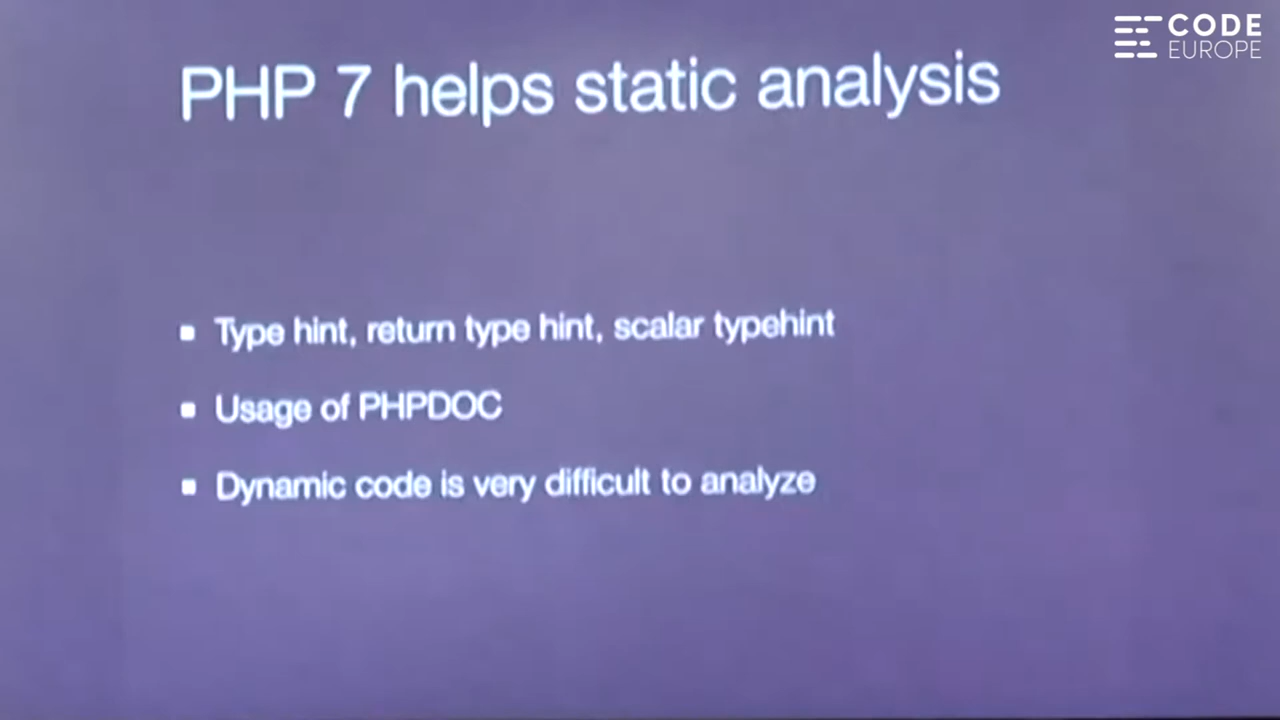 CODE
EUROPE
PHP 7 helps static analysis
Type hint, return type hint, scalar typehint
Usage of PHPDOC
Dynamic code is very difficult to analyze